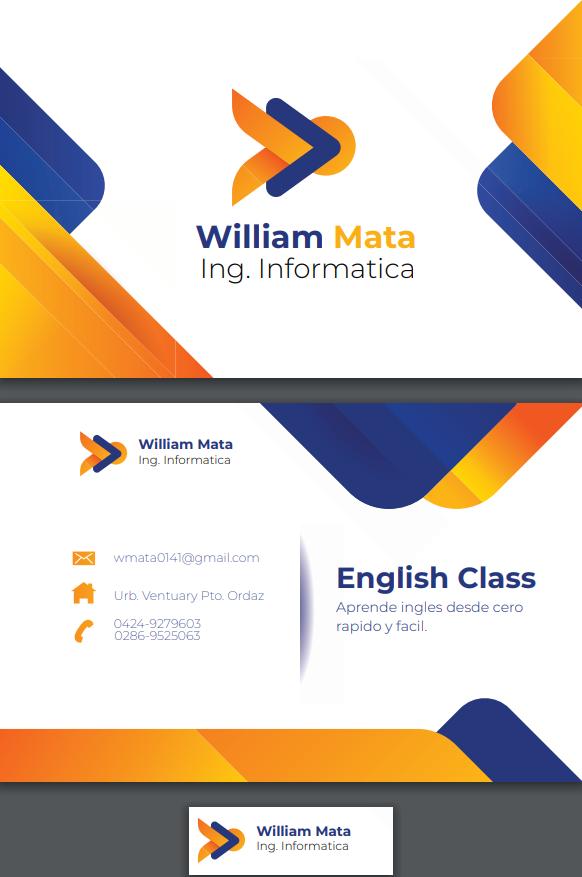 William Mata
Ing. Informatica
William Mata
Ing. Informatica
wmata0141@gmail.com
Urb. Ventuary Pto. Ordaz
0424-9279603
0286-9525063
English Class
Aprende ingles desde cero
rapido y facil.
William Mata
Ing. Informatica